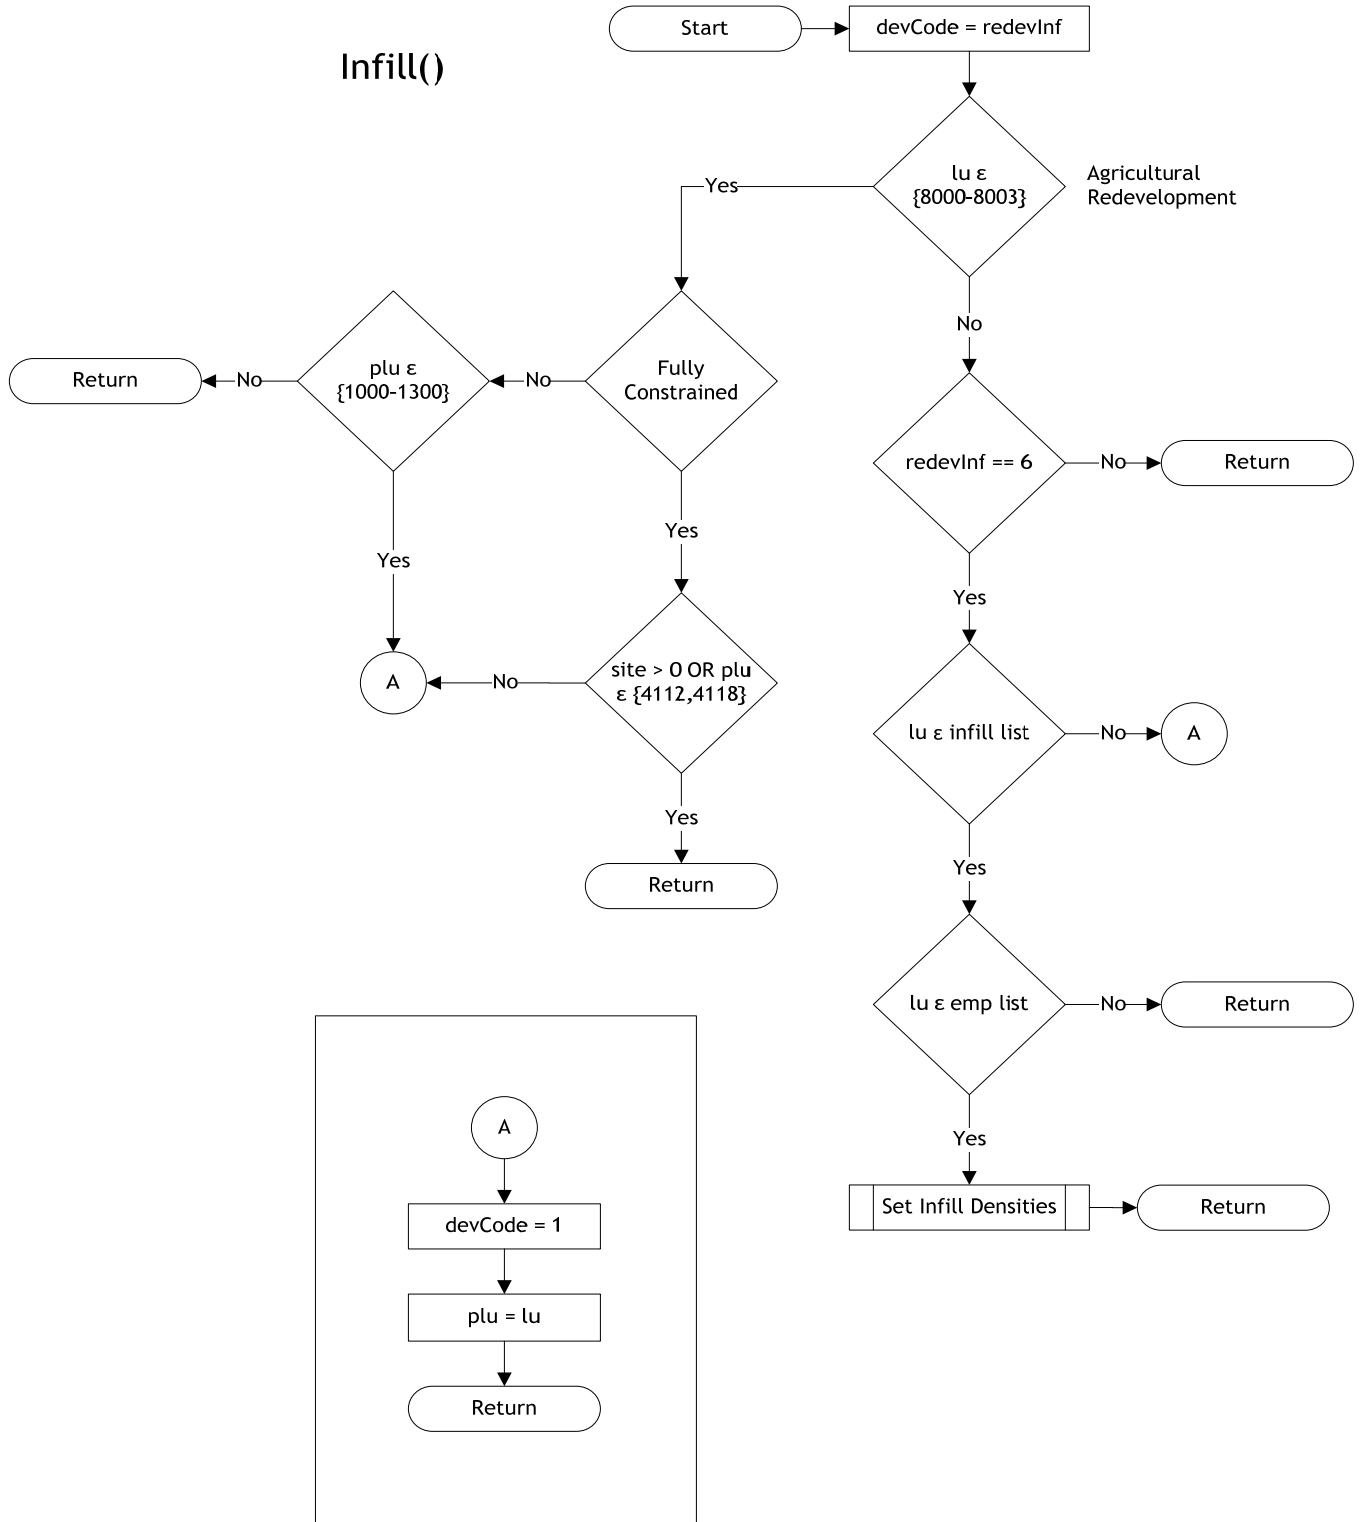 Infill()
Start
devCode = redevInf
lu ε
{8000-8003}
Agricultural
Redevelopment
Yes
No
Fully
Constrained
No
plu ε
{1000-1300}
No
Return
Yes
A
Yes
site > 0 OR plu
ε {4112,4118}
No
Yes
Return
redevInf == 6
No
Return
Yes
lu ε infill list
No
A
Yes
lu ε emp list
No
Return
Yes
Set Infill Densities
Return
A
devCode = 1
plu = lu
Return